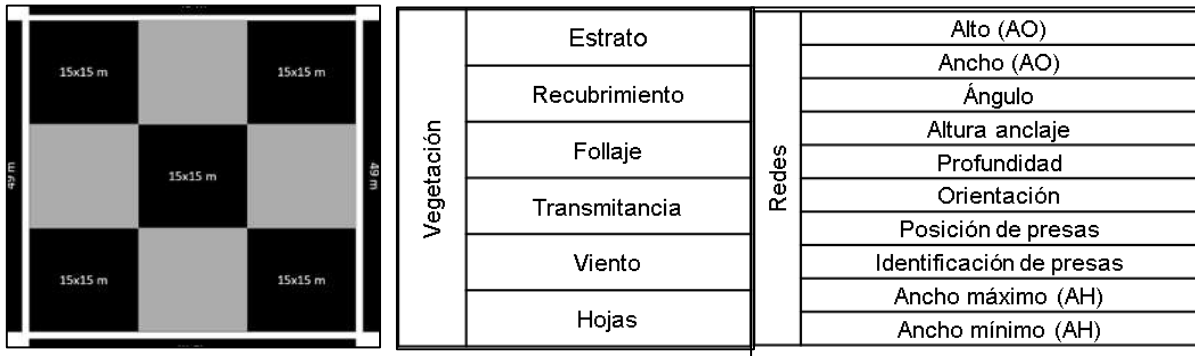 15x15 m
15x15 m
49 m
15x15 m
49 m
15x15 m
15x15 m
Vegetación
Estrato
Recubrimiento
Follaje
Transmitancia
Viento
Hojas
Redes
Alto (AO)
Ancho (AO)
Ángulo
Altura anclaje
Profundidad
Orientación
Posición de presas
Identificación de presas
Ancho máximo (AH)
Ancho mínimo (AH)